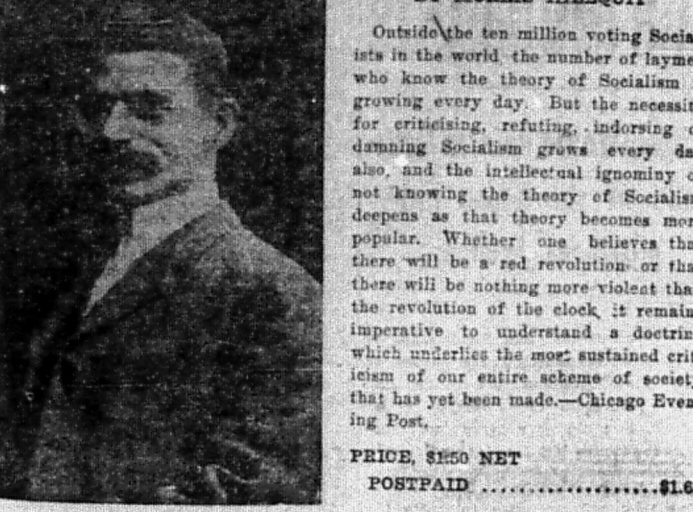 Outside the ten million voting Socia
ists in the world, the number of layme
who know the theory of Socialism
growing every day. But the necessit
for criticising, refuting, indorsing
damning Socialism grows every da
also, and the intellectual ignominy o
not knowing the theory of Socialis
deepens as that theory becomes mor
popular. Whether one believes tha
there will be a red revolution or tha
there will be nothing more violent tha
the revolution of the clock, it remain
imperative to understand a doctrin
which underlies the most sustained crit
icism of our entire scheme of societ
that has yet been made.—Chicago Even
ing Post.
PRICE, $1.50 NET
POSTPAID ....................$1.6